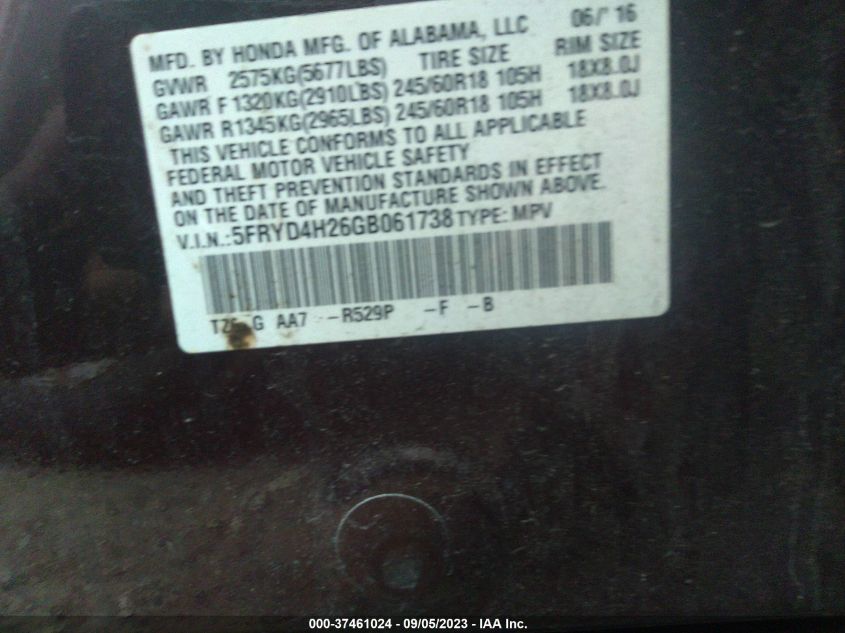 MFD. BY HONDA MFG. OF ALABAMA, LLC 06/'16
GVWR 2575KG(5677LBS) TIRE SIZE RIM SIZE
GAWR F1320KG(2910LBS) 245/60R18 105H 18X8.0J
GAWR R1345KG(2965LBS) 245/60R18 105H 18X8.0J
THIS VEHICLE CONFORMS TO ALL APPLICABLE
FEDERAL MOTOR VEHICLE SAFETY
AND THEFT PREVENTION STANDARDS IN EFFECT
ON THE DATE OF MANUFACTURE SHOWN ABOVE.
V.I.N.:5FRYD4H26GB061738 TYPE: MPV
G AA7 -R529P -F -B
000-37461024 - 09/05/2023 - IAA Inc.